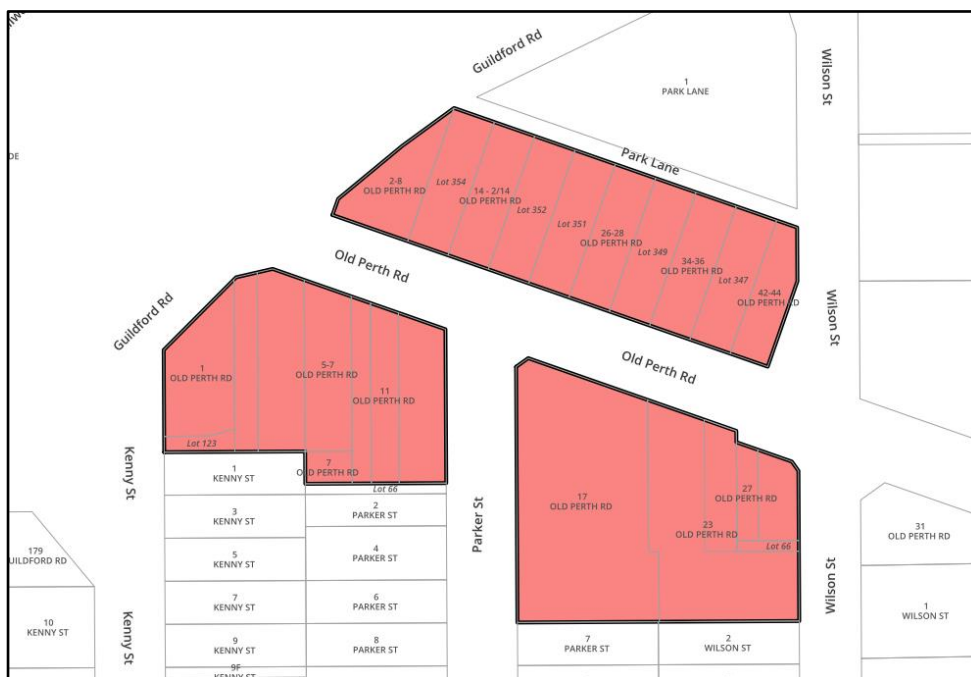 Guildford Rd
Wilson St
1
PARK LANE
DE
Park Lane
2-8
OLD PERTH RD
Lot 354
14 - 2/14
OLD PERTH RD
Lot 352
Lot 351
26-28
OLD PERTH RD
Lot 349
34-36
OLD PERTH RD
Lot 347
42-44
OLD PERTH RD
Old Perth Rd
Guildford Rd
Wilson St
1
OLD PERTH RD
5-7
OLD PERTH RD
11
OLD PERTH RD
Old Perth Rd
Lot 123
Kenny St
1
KENNY ST
7
OLD PERTH RD
Lot 66
17
OLD PERTH RD
27
OLD PERTH RD
23
OLD PERTH RD
Lot 66
Parker St
3
KENNY ST
2
PARKER ST
31
OLD PERTH RD
179
UILDFORD RD
5
KENNY ST
4
PARKER ST
Wilson St
10
KENNY ST
Kenny St
7
KENNY ST
6
PARKER ST
1
WILSON ST
9
KENNY ST
8
PARKER ST
7
PARKER ST
2
WILSON ST
9F
KENNY ST